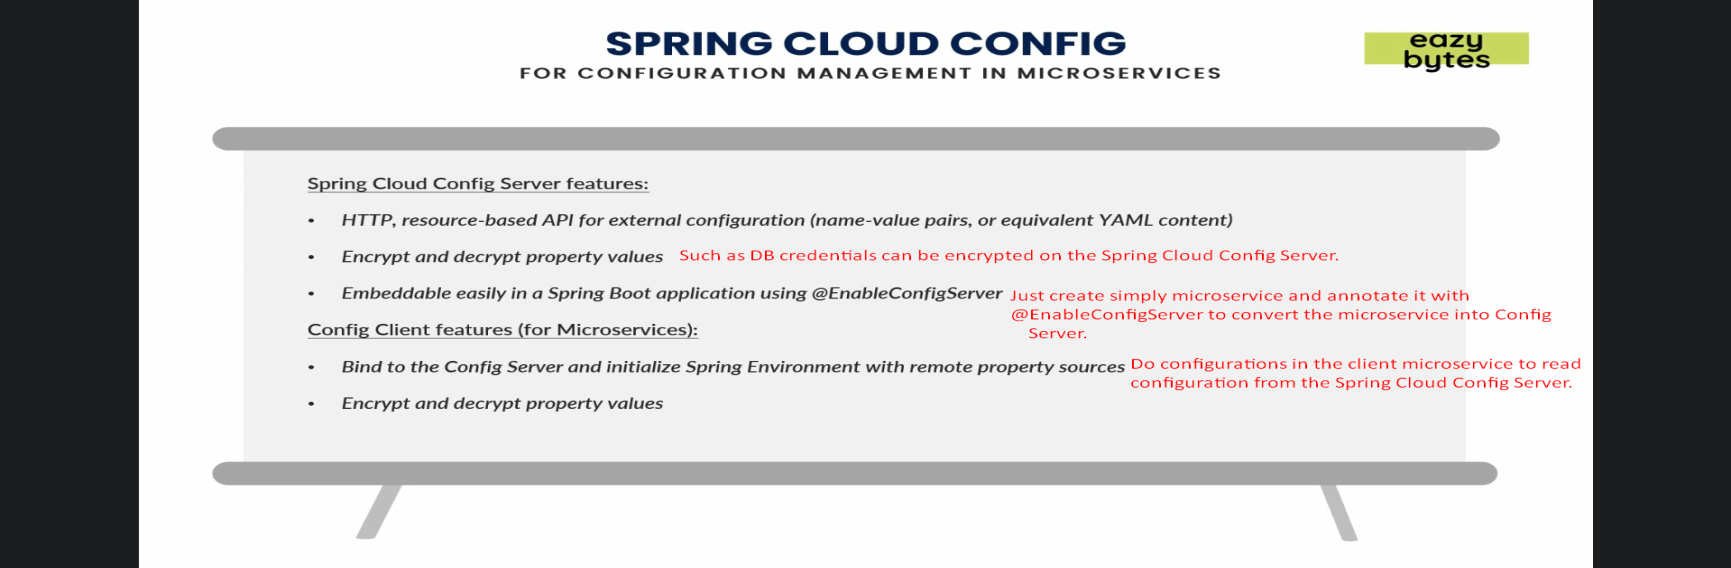 SPRING CLOUD CONFIG
FOR CONFIGURATION MANAGEMENT IN MICROSERVICES
eazy
bytes
Spring Cloud Config Server features:
• HTTP, resource-based API for external configuration (name-value pairs, or equivalent YAML content)
• Encrypt and decrypt property values Such as DB credentials can be encrypted on the Spring Cloud Config Server.
• Embeddable easily in a Spring Boot application using @EnableConfigServer Just create simply microservice and annotate it with
@EnableConfigServer to convert the microservice into Config
Server.
Config Client features (for Microservices):
• Bind to the Config Server and initialize Spring Environment with remote property sources Do configurations in the client microservice to read
configuration from the Spring Cloud Config Server.
• Encrypt and decrypt property values